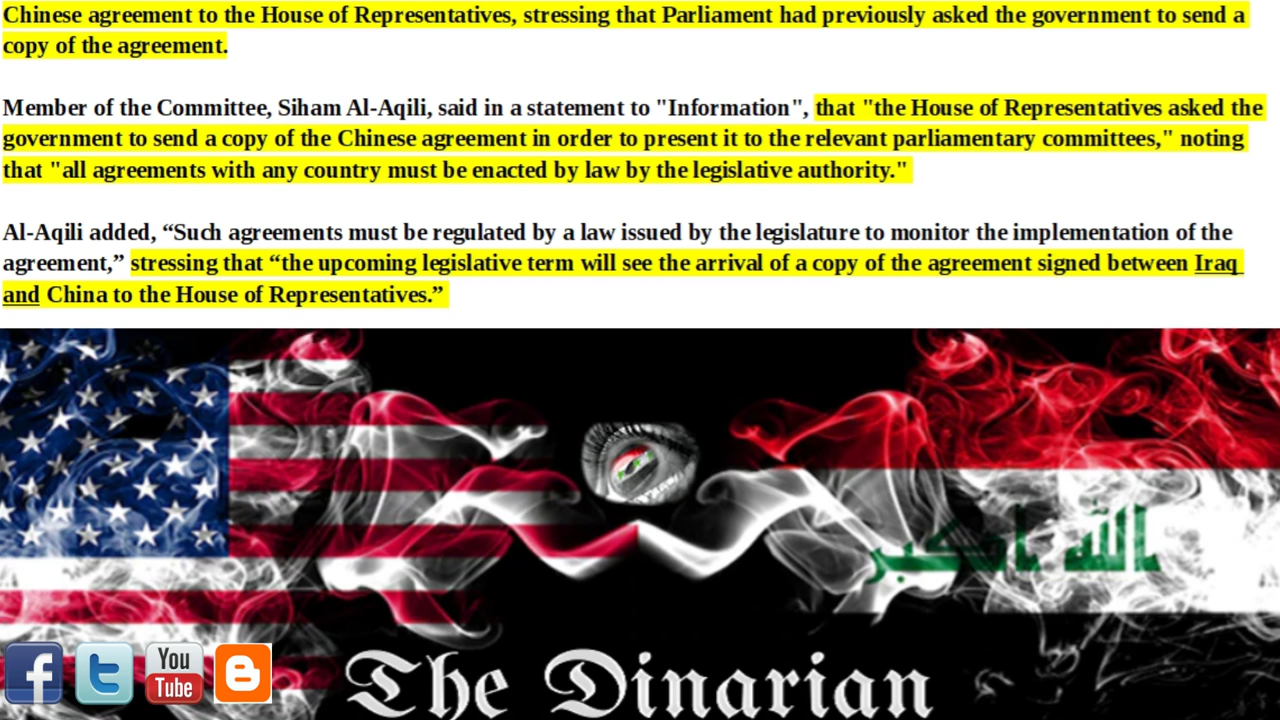 Chinese agreement to the House of Representatives, stressing that Parliament had previously asked the government to send a
copy of the agreement.
Member of the Committee, Siham Al-Aqili, said in a statement to "Information", that "the House of Representatives asked the
government to send a copy of the Chinese agreement in order to present it to the relevant parliamentary committees," noting
that "all agreements with any country must be enacted by law by the legislative authority."
Al-Aqili added, “Such agreements must be regulated by a law issued by the legislature to monitor the implementation of the
agreement,” stressing that “the upcoming legislative term will see the arrival of a copy of the agreement signed between Iraq
and China to the House of Representatives.”
الله اكبر
f t You
Tube B
The Dinarian